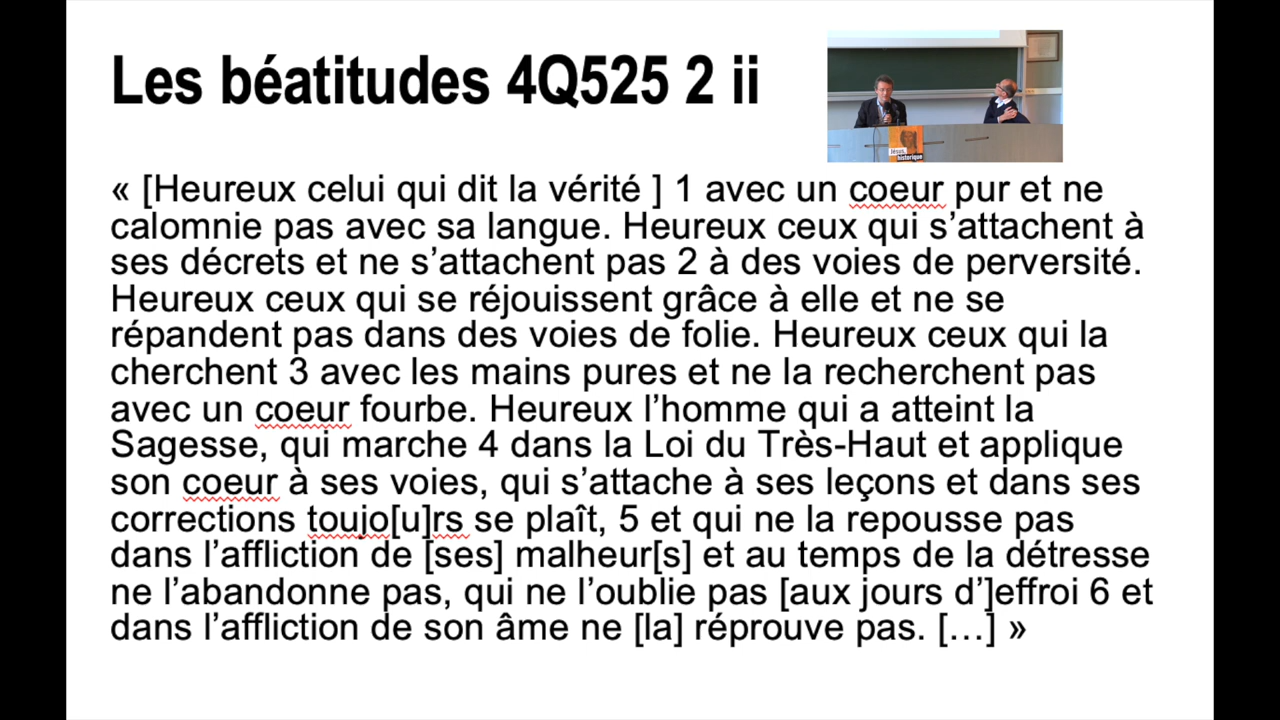 Les béatitudes 4Q525 2 ii
Jésus,
historique
« [Heureux celui qui dit la vérité ] 1 avec un coeur pur et ne
calomnie pas avec sa langue. Heureux ceux qui s’attachent à
ses décrets et ne s’attachent pas 2 à des voies de perversité.
Heureux ceux qui se réjouissent grâce à elle et ne se
répandent pas dans des voies de folie. Heureux ceux qui la
cherchent 3 avec les mains pures et ne la recherchent pas
avec un coeur fourbe. Heureux l’homme qui a atteint la
Sagesse, qui marche 4 dans la Loi du Très-Haut et applique
son coeur à ses voies, qui s’attache à ses leçons et dans ses
corrections toujo[u]rs se plaît, 5 et qui ne la repousse pas
dans l’affliction de [ses] malheur[s] et au temps de la détresse
ne l’abandonne pas, qui ne l’oublie pas [aux jours d’]effroi 6 et
dans l’affliction de son âme ne [la] réprouve pas. […] »